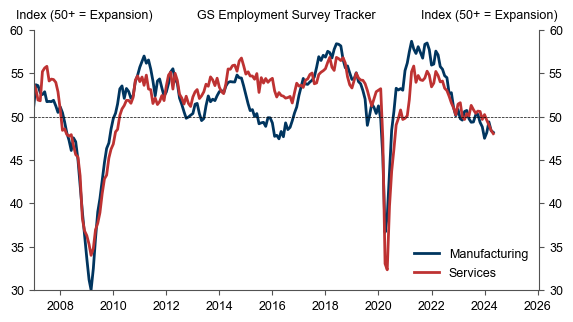 Index (50+ = Expansion) GS Employment Survey Tracker Index (50+ = Expansion)
60 60
55 55
50 50
45 45
40 40
35 35
30 30
Manufacturing
Services
2008 2010 2012 2014 2016 2018 2020 2022 2024 2026